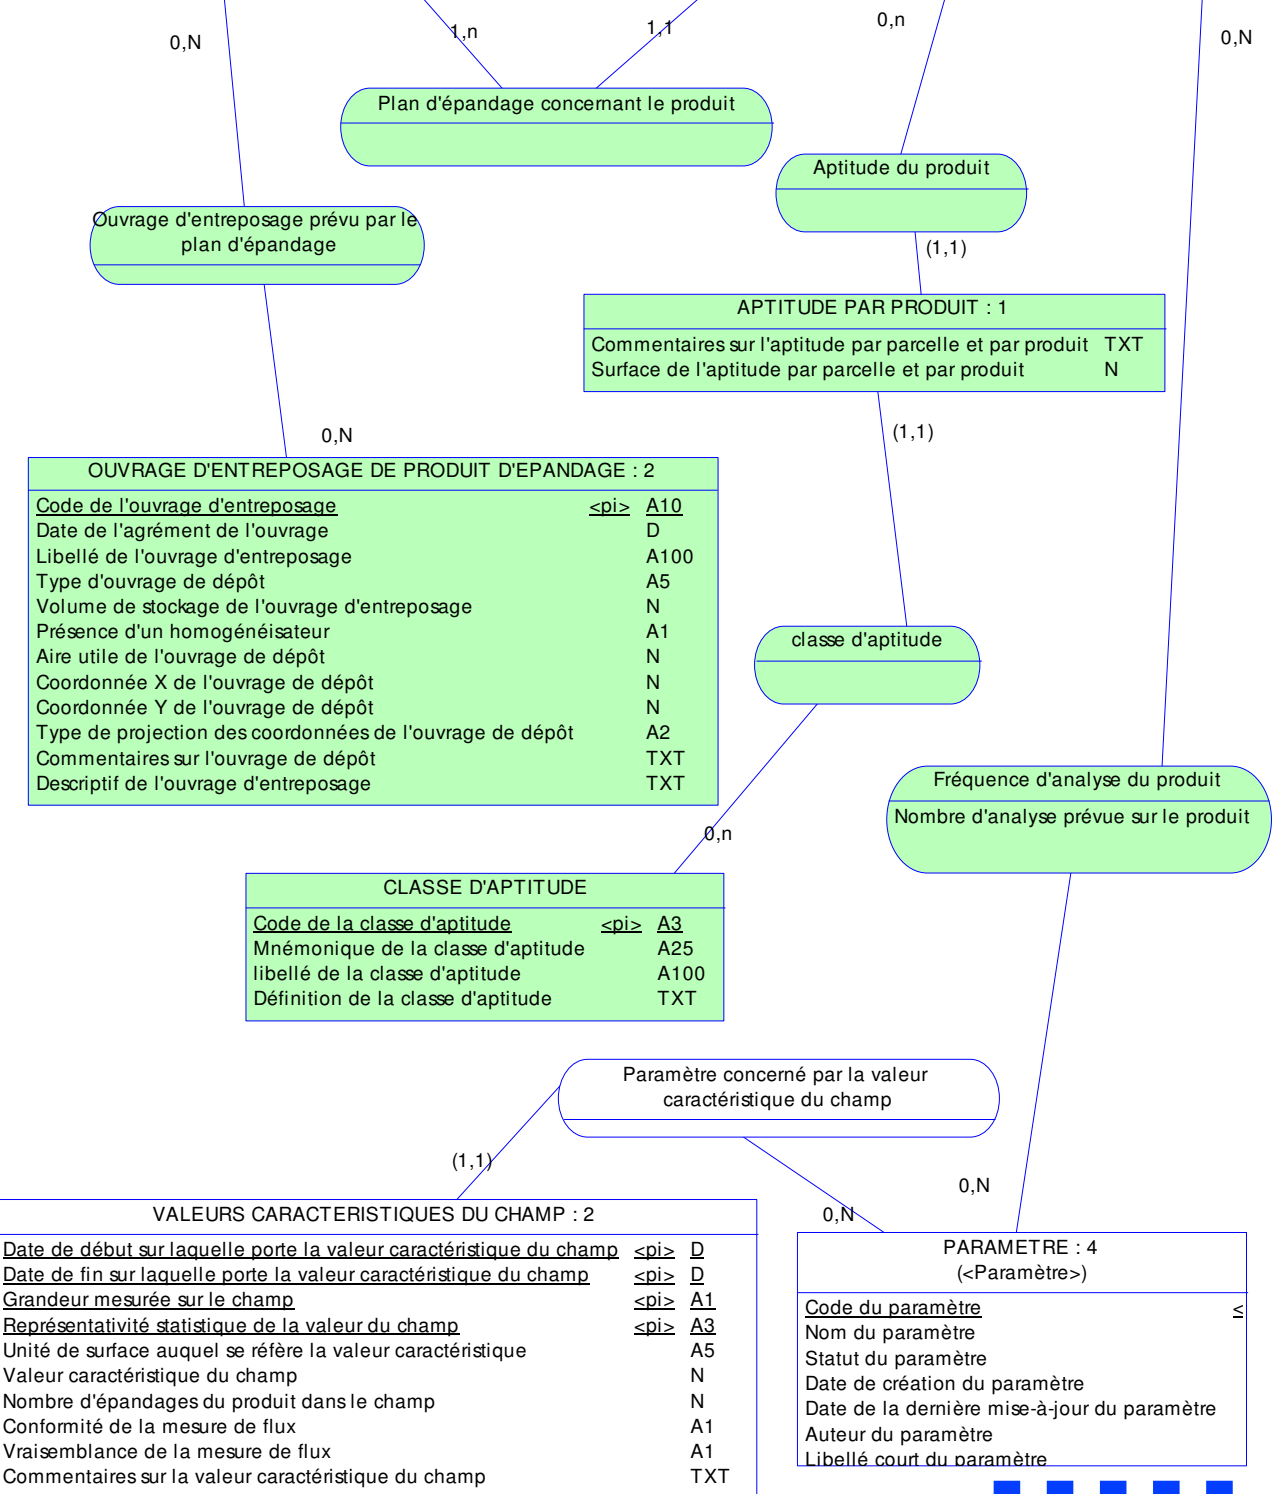 0,N
1,n
1,1
0,n
0,N
Plan d'épandage concernant le produit
Aptitude du produit
(1,1)
Ouvrage d'entreposage prévu par le
plan d'épandage
APTITUDE PAR PRODUIT : 1
Commentaires sur l'aptitude par parcelle et par produit TXT
Surface de l'aptitude par parcelle et par produit N
(1,1)
0,N
OUVRAGE D'ENTREPOSAGE DE PRODUIT D'EPANDAGE : 2
Code de l'ouvrage d'entreposage <pi> A10
Date de l'agrément de l'ouvrage D
Libellé de l'ouvrage d'entreposage A100
Type d'ouvrage de dépôt A5
Volume de stockage de l'ouvrage d'entreposage N
Présence d'un homogénéisateur A1
Aire utile de l'ouvrage de dépôt N
Coordonnée X de l'ouvrage de dépôt N
Coordonnée Y de l'ouvrage de dépôt N
Type de projection des coordonnées de l'ouvrage de dépôt A2
Commentaires sur l'ouvrage de dépôt TXT
Descriptif de l'ouvrage d'entreposage TXT
classe d'aptitude
0,n
Fréquence d'analyse du produit
Nombre d'analyse prévue sur le produit
CLASSE D'APTITUDE
Code de la classe d'aptitude <pi> A3
Mnémonique de la classe d'aptitude A25
libellé de la classe d'aptitude A100
Définition de la classe d'aptitude TXT
Paramètre concerné par la valeur
caractéristique du champ
(1,1)
0,N
0,N
VALEURS CARACTERISTIQUES DU CHAMP : 2
Date de début sur laquelle porte la valeur caractéristique du champ <pi> D
Date de fin sur laquelle porte la valeur caractéristique du champ <pi> D
Grandeur mesurée sur le champ <pi> A1
Représentativité statistique de la valeur du champ <pi> A3
Unité de surface auquel se réfère la valeur caractéristique A5
Valeur caractéristique du champ N
Nombre d'épandages du produit dans le champ N
Conformité de la mesure de flux A1
Vraisemblance de la mesure de flux A1
Commentaires sur la valeur caractéristique du champ TXT
PARAMETRE : 4
(<Paramètre>)
Code du paramètre <
Nom du paramètre
Statut du paramètre
Date de création du paramètre
Date de la dernière mise-à-jour du paramètre
Auteur du paramètre
Libellé court du paramètre